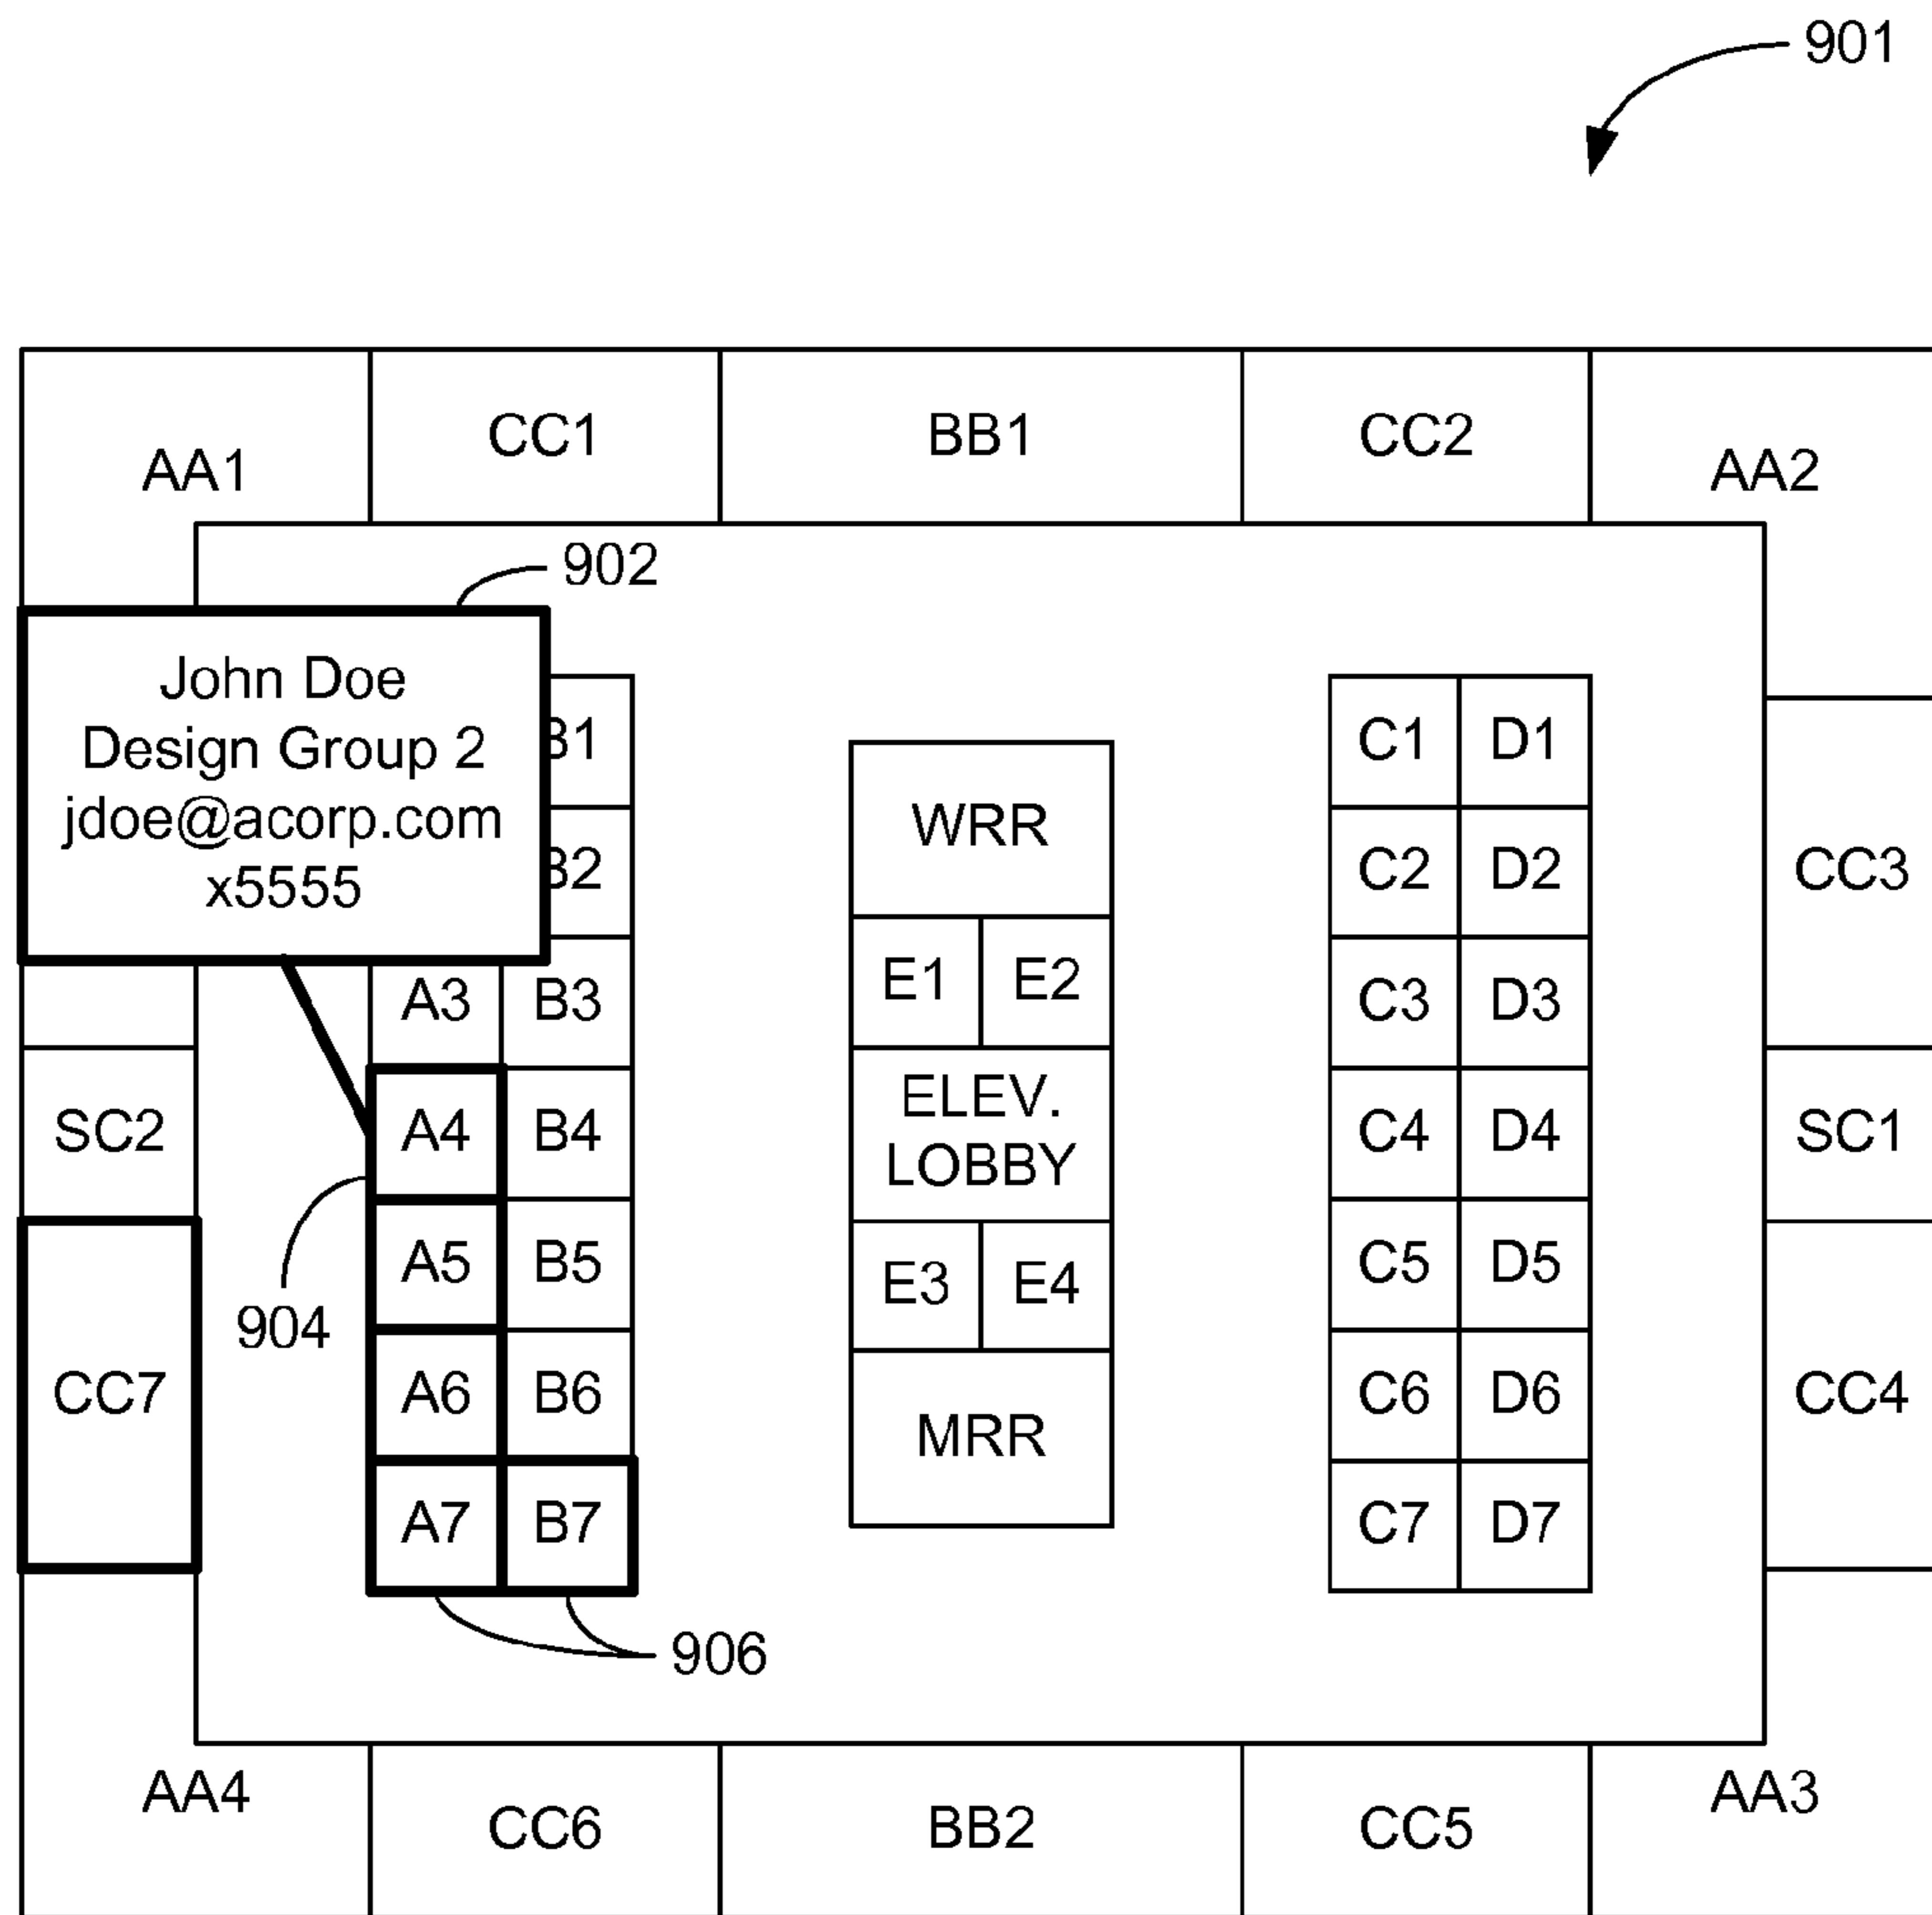 901
AA1
CC1
BB1
CC2
AA2
902
John Doe
Design Group 2
jdoe@acorp.com
x5555
B1
B2
A3
B3
A4
B4
A5
B5
A6
B6
A7
B7
904
906
WRR
E1
E2
ELEV.
LOBBY
E3
E4
MRR
C1
D1
C2
D2
C3
D3
C4
D4
C5
D5
C6
D6
C7
D7
CC3
SC1
CC4
SC2
CC7
AA4
CC6
BB2
CC5
AA3